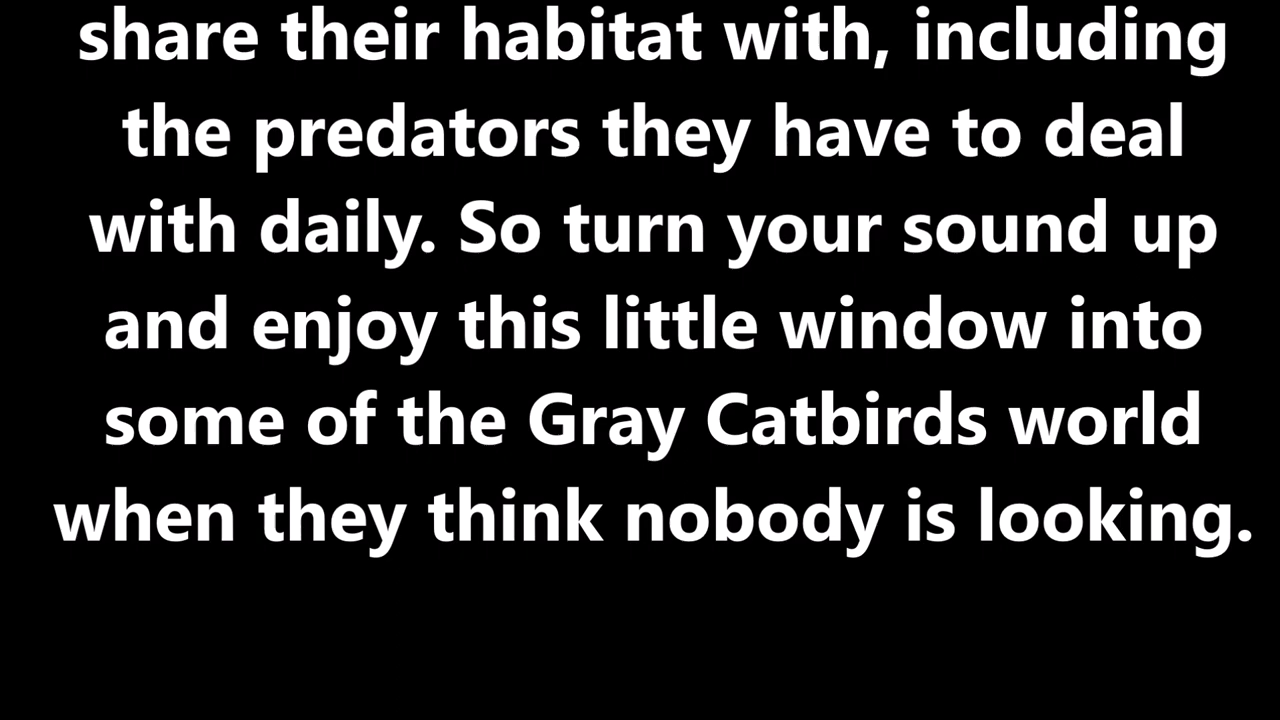 share their habitat with, including
the predators they have to deal
with daily. So turn your sound up
and enjoy this little window into
some of the Gray Catbirds world
when they think nobody is looking.